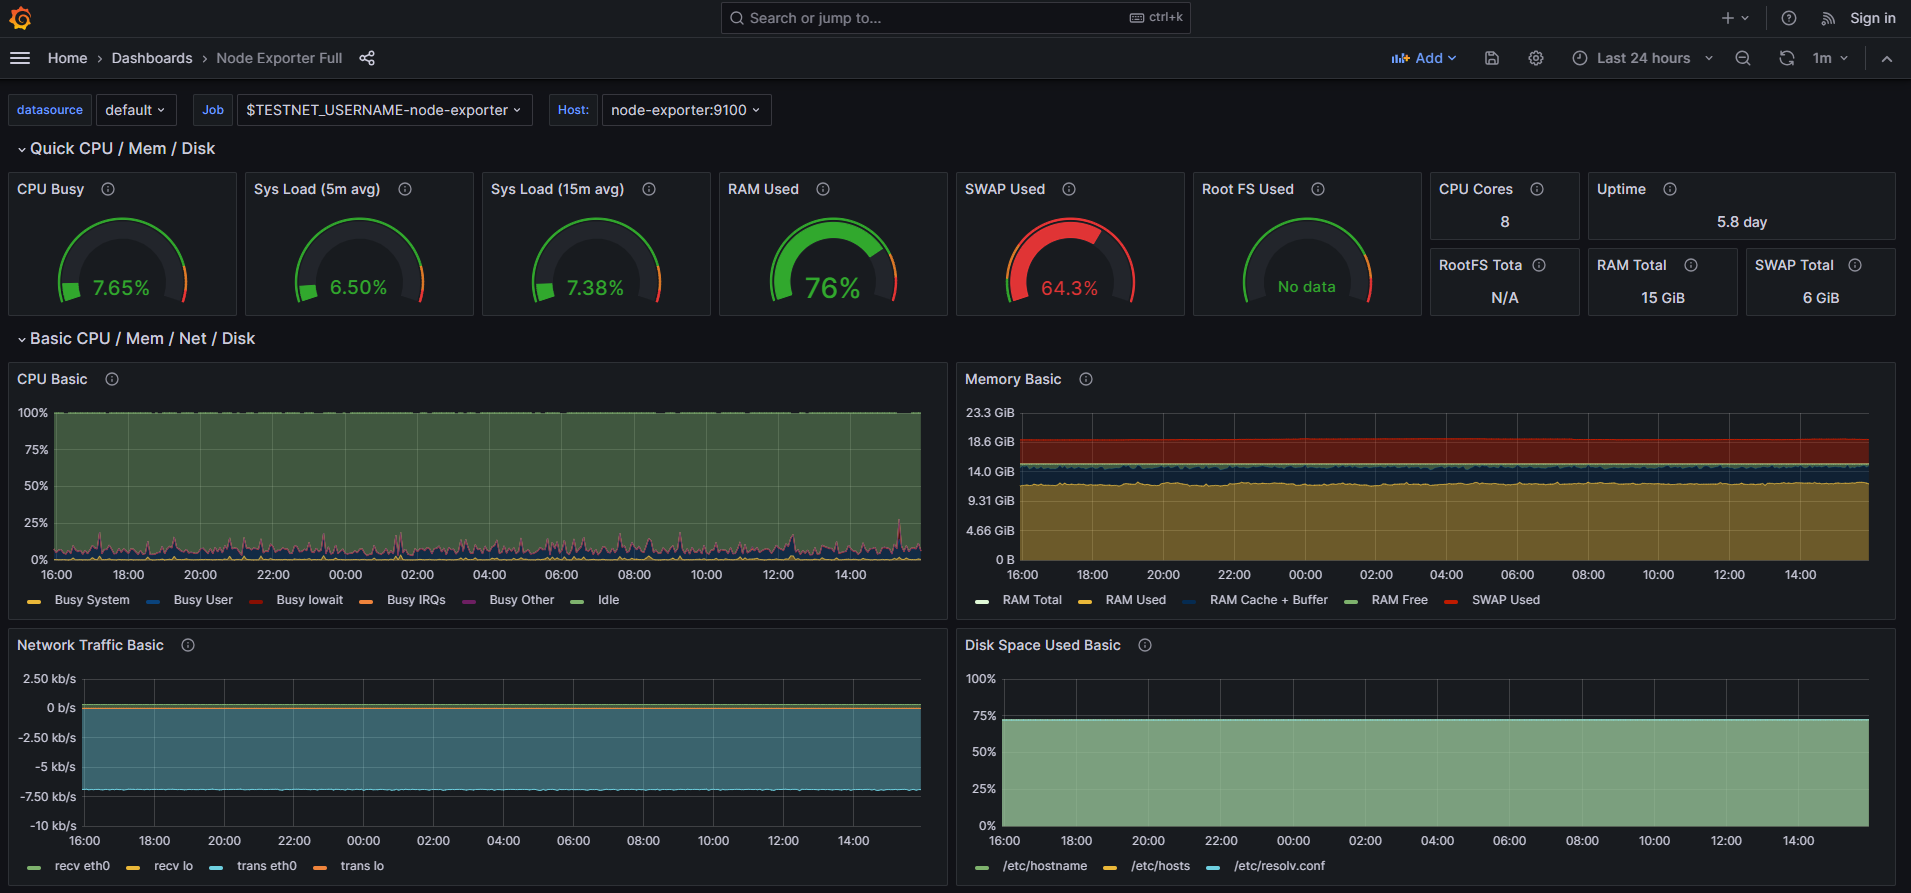 Search or jump to...
ctrl+k
Sign in
Home › Dashboards › Node Exporter Full
Add
Last 24 hours
1m
datasource default Job $TESTNET_USERNAME-node-exporter Host: node-exporter:9100
Quick CPU / Mem / Disk
CPU Busy
7.65%
Sys Load (5m avg)
6.50%
Sys Load (15m avg)
7.38%
RAM Used
76%
SWAP Used
64.3%
Root FS Used
No data
CPU Cores
8
Uptime
5.8 day
RootFS Tota
N/A
RAM Total
15 GiB
SWAP Total
6 GiB
Basic CPU / Mem / Net / Disk
CPU Basic
100%
75%
50%
25%
0%
16:00 18:00 20:00 22:00 00:00 02:00 04:00 06:00 08:00 10:00 12:00 14:00
Busy System Busy User Busy Iowait Busy IRQs Busy Other Idle
Memory Basic
23.3 GiB
18.6 GiB
14.0 GiB
9.31 GiB
4.66 GiB
0 B
16:00 18:00 20:00 22:00 00:00 02:00 04:00 06:00 08:00 10:00 12:00 14:00
RAM Total RAM Used RAM Cache + Buffer RAM Free SWAP Used
Network Traffic Basic
2.50 kb/s
0 b/s
-2.50 kb/s
-5 kb/s
-7.50 kb/s
-10 kb/s
16:00 18:00 20:00 22:00 00:00 02:00 04:00 06:00 08:00 10:00 12:00 14:00
recv eth0 recv lo trans eth0 trans lo
Disk Space Used Basic
100%
75%
50%
25%
0%
16:00 18:00 20:00 22:00 00:00 02:00 04:00 06:00 08:00 10:00 12:00 14:00
/etc/hostname /etc/hosts /etc/resolv.conf